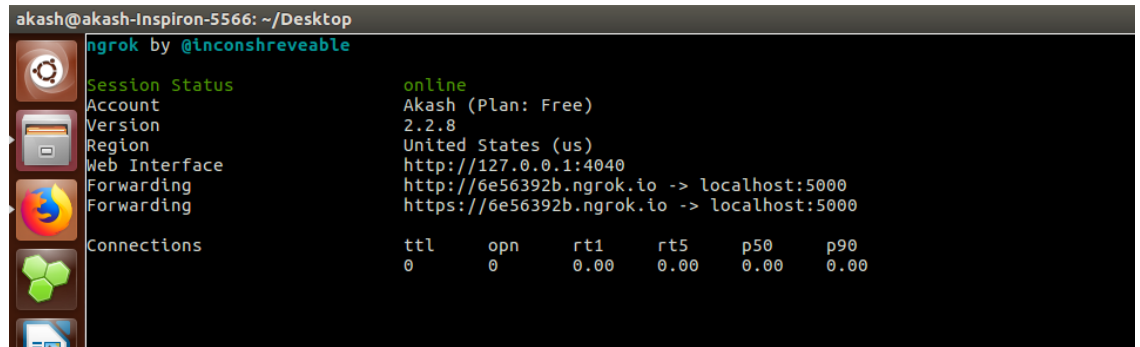 akash@akash-Inspiron-5566: ~/Desktop
ngrok by @inconshreveable
Session Status online
Account Akash (Plan: Free)
Version 2.2.8
Region United States (us)
Web Interface http://127.0.0.1:4040
Forwarding http://6e56392b.ngrok.io -> localhost:5000
Forwarding https://6e56392b.ngrok.io -> localhost:5000
Connections ttl opn rt1 rt5 p50 p90
0 0 0.00 0.00 0.00 0.00